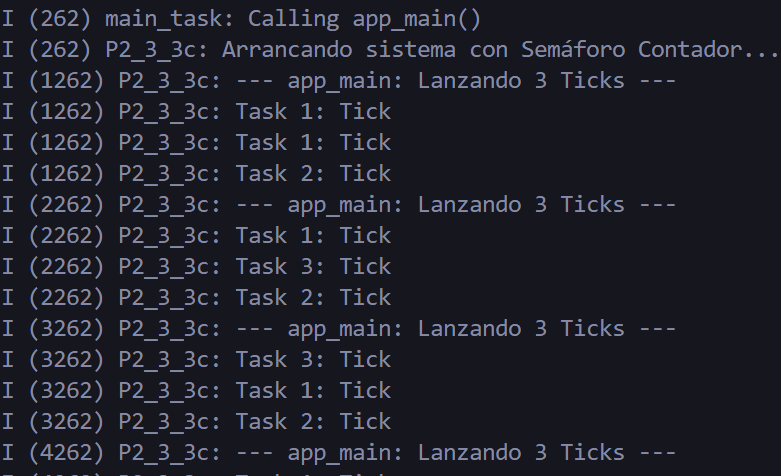 I (262) main_task: Calling app_main()
I (262) P2_3_3c: Arrancando sistema con Semáforo Contador...
I (1262) P2_3_3c: --- app_main: Lanzando 3 Ticks ---
I (1262) P2_3_3c: Task 1: Tick
I (1262) P2_3_3c: Task 1: Tick
I (1262) P2_3_3c: Task 2: Tick
I (2262) P2_3_3c: --- app_main: Lanzando 3 Ticks ---
I (2262) P2_3_3c: Task 1: Tick
I (2262) P2_3_3c: Task 3: Tick
I (2262) P2_3_3c: Task 2: Tick
I (3262) P2_3_3c: --- app_main: Lanzando 3 Ticks ---
I (3262) P2_3_3c: Task 3: Tick
I (3262) P2_3_3c: Task 1: Tick
I (3262) P2_3_3c: Task 2: Tick
I (4262) P2_3_3c: --- app_main: Lanzando 3 Ticks ---